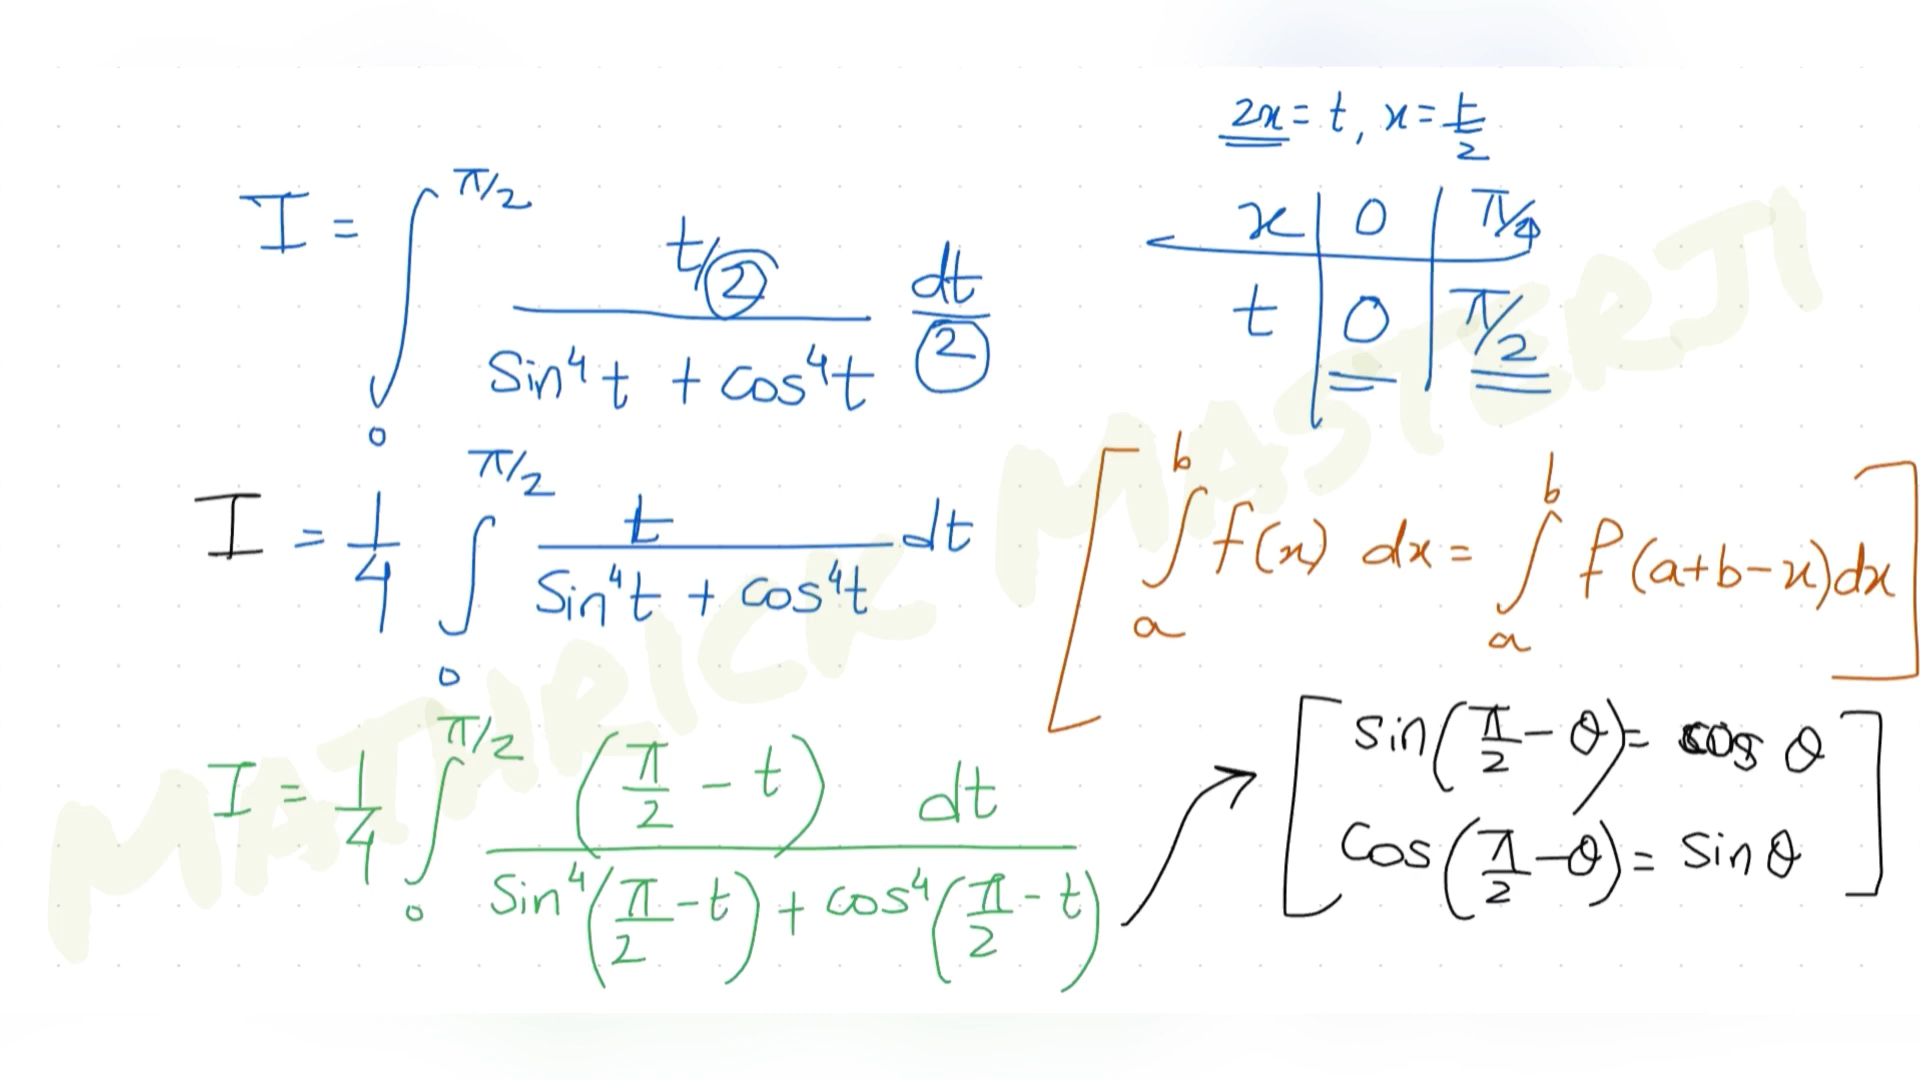 2x = t, x = t/2
I = ∫₀^π/2 (t/2)/(Sin⁴t + cos⁴t) dt/2
x | 0 | π/4
t | 0 | π/2
I = 1/4 ∫₀^π/2 t/(Sin⁴t + cos⁴t) dt
[∫ₐᵇ f(x) dx = ∫ₐᵇ f(a+b-x)dx]
I = 1/4 ∫₀^π/2 (π/2 - t) dt/(Sin⁴(π/2 - t) + cos⁴(π/2 - t))
[sin(π/2 - θ) = cos θ
Cos(π/2 - θ) = sin θ]
MATHRICK MASTERJI